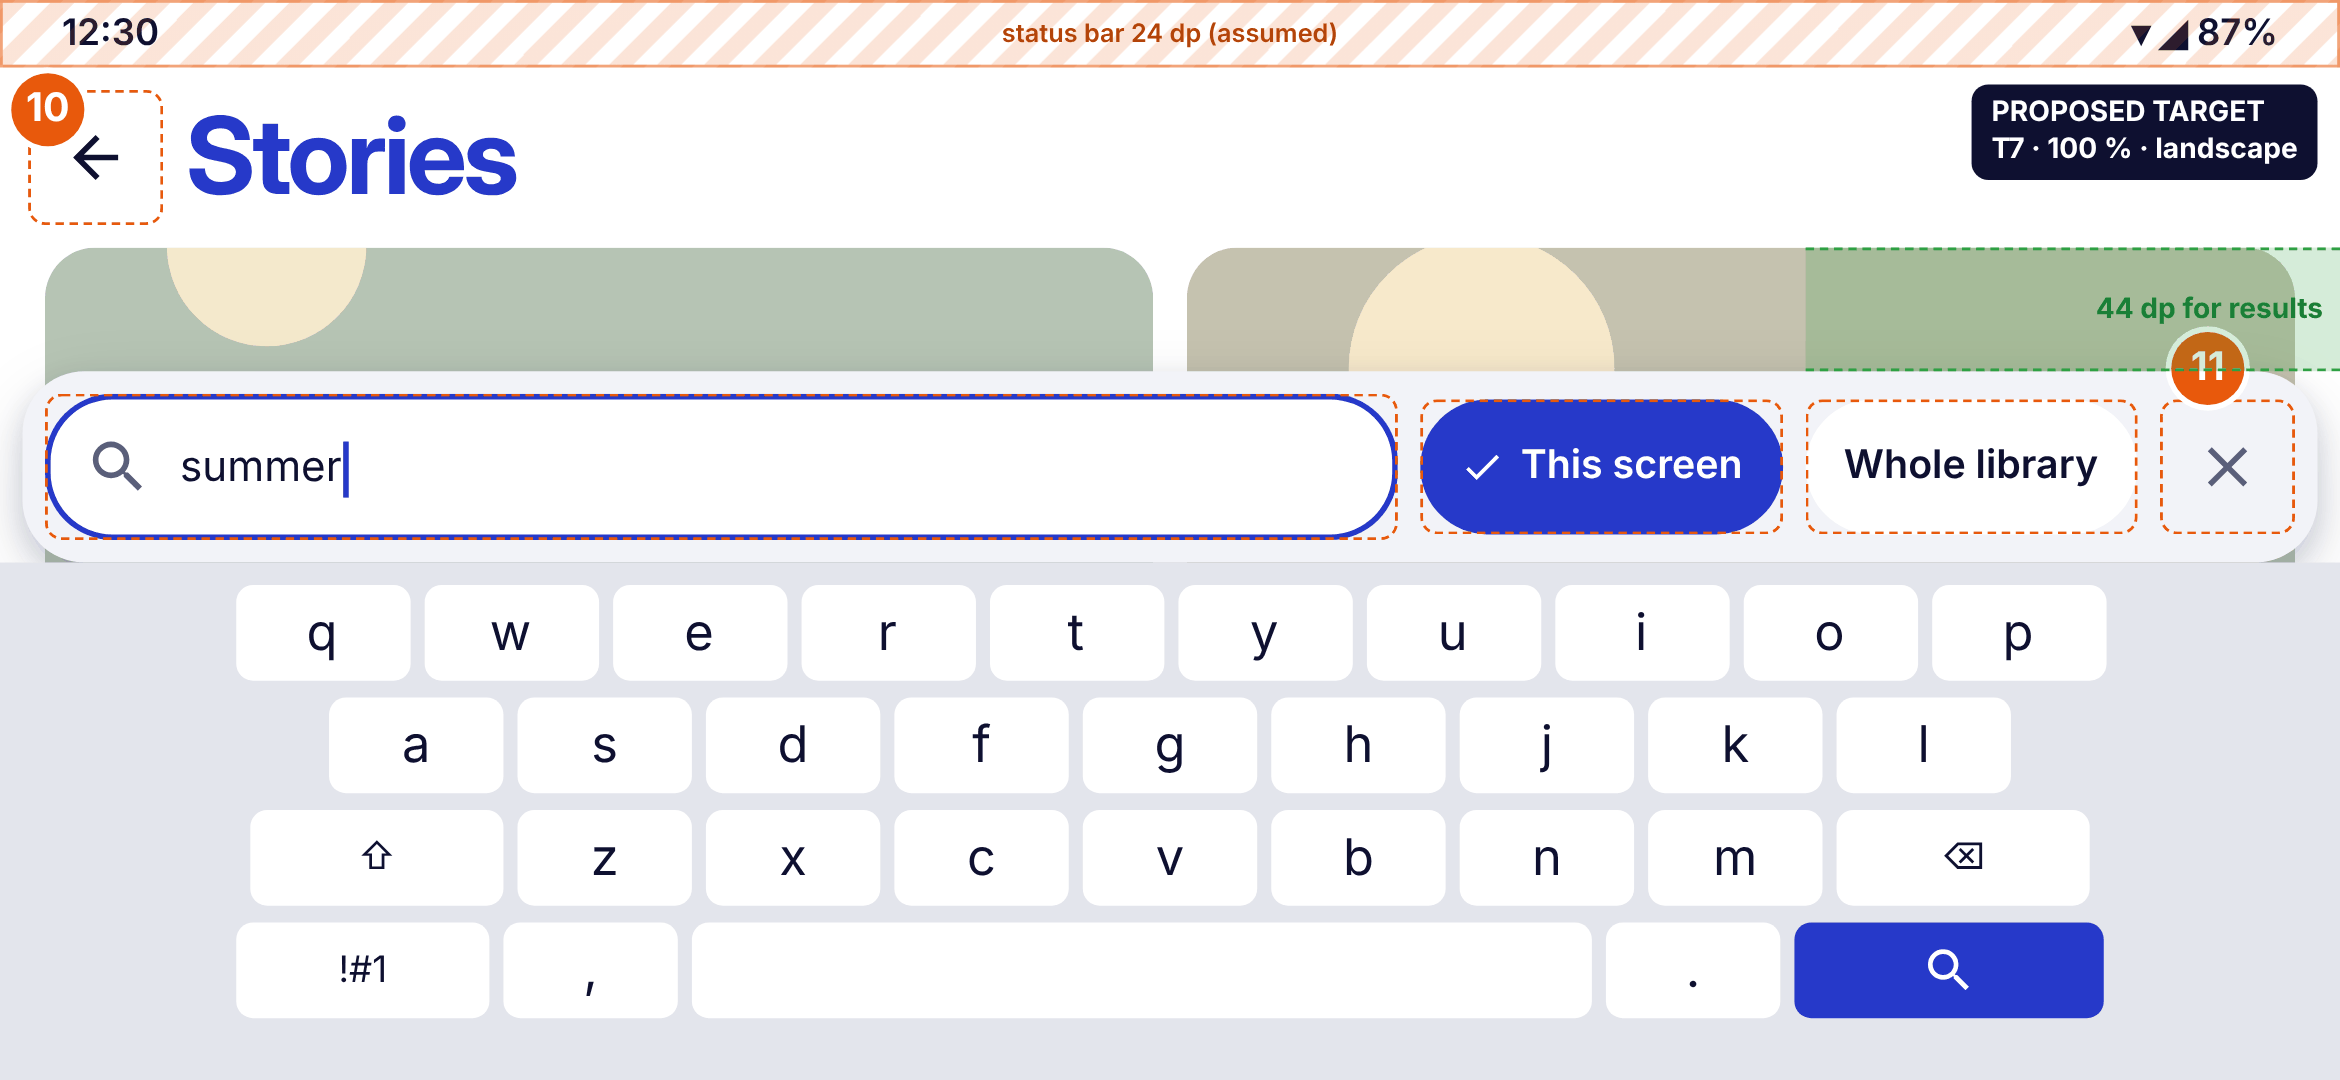 12:30
status bar 24 dp (assumed)
87%
10
Stories
PROPOSED TARGET
T7 · 100 % · landscape
44 dp for results
11
summer
This screen
Whole library
q w e r t y u i o p
a s d f g h j k l
z x c v b n m
!#1 , .